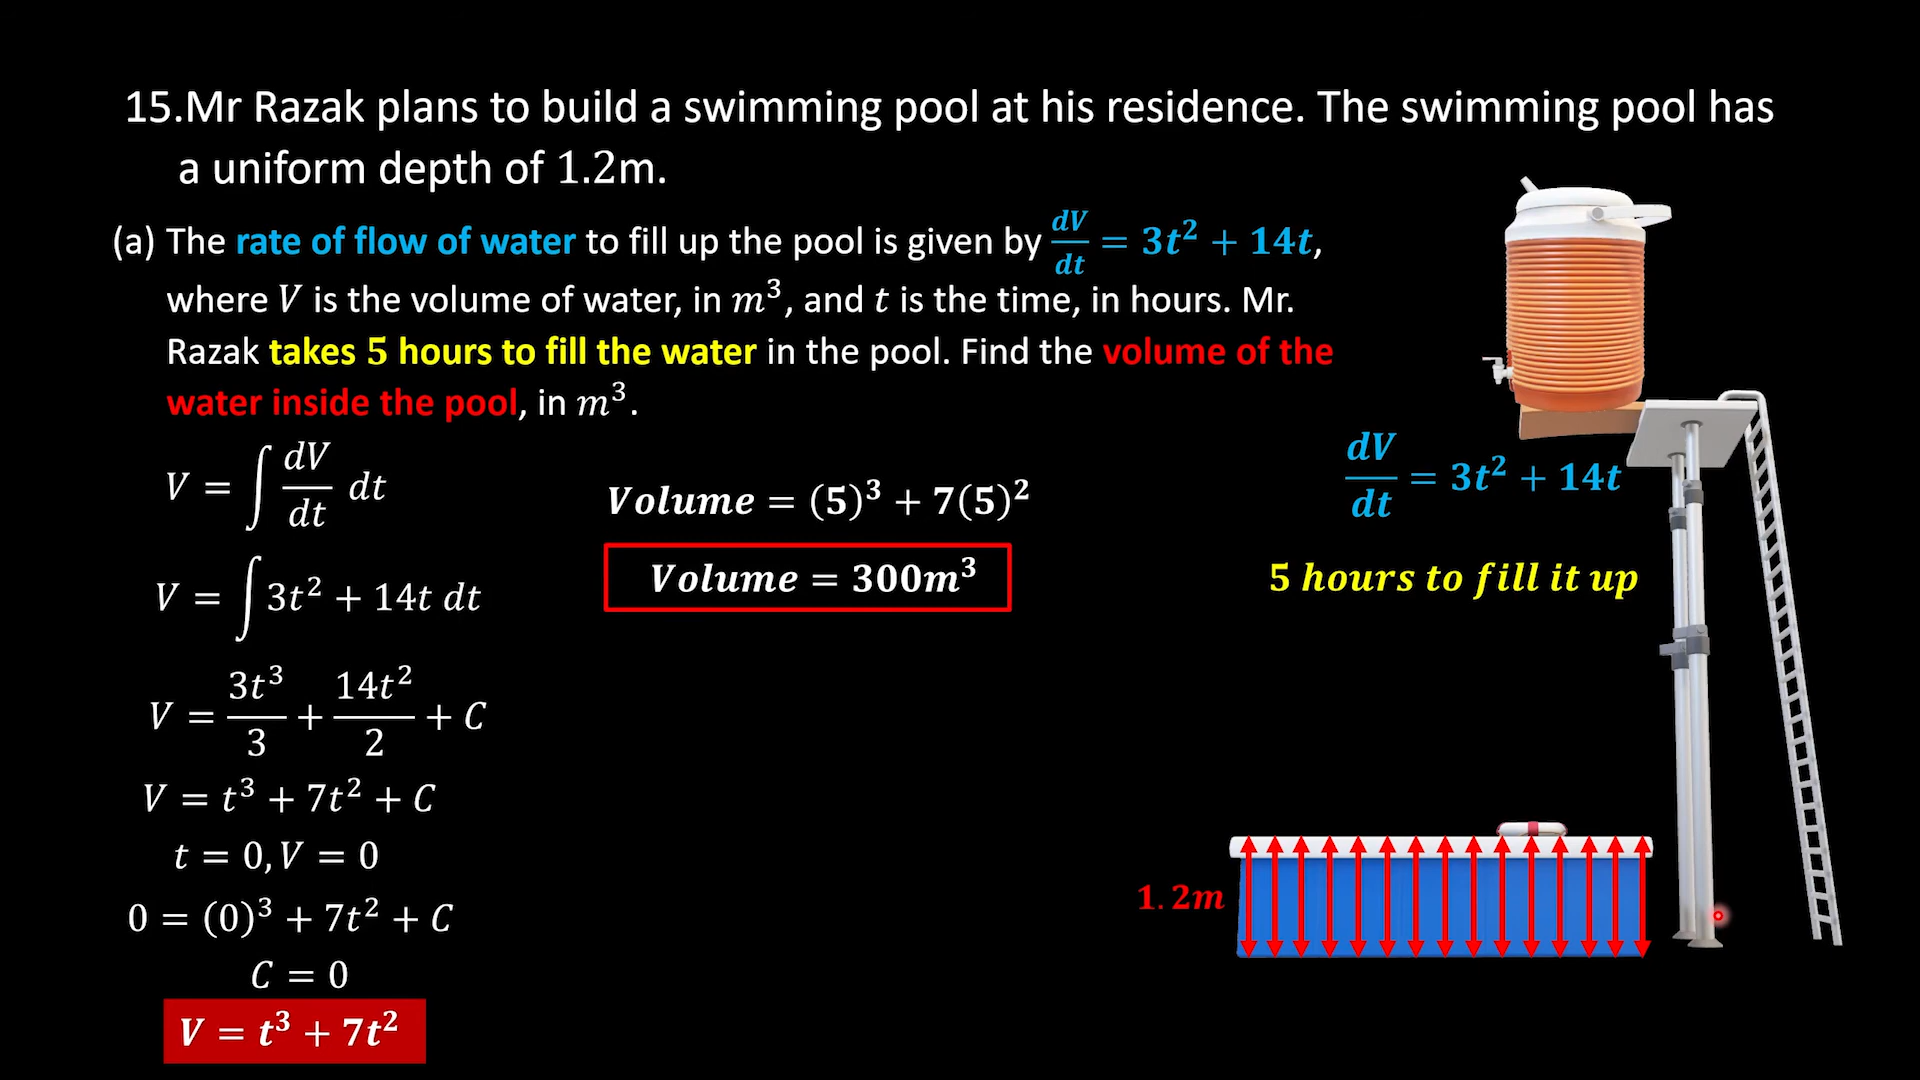 15.Mr Razak plans to build a swimming pool at his residence. The swimming pool has
a uniform depth of 1.2m.
(a) The rate of flow of water to fill up the pool is given by dV/dt = 3t² + 14t,
where V is the volume of water, in m³, and t is the time, in hours. Mr.
Razak takes 5 hours to fill the water in the pool. Find the volume of the
water inside the pool, in m³.
V = ∫ dV/dt dt
V = ∫ 3t² + 14t dt
V = 3t³/3 + 14t²/2 + C
V = t³ + 7t² + C
t = 0, V = 0
0 = (0)³ + 7t² + C
C = 0
V = t³ + 7t²
Volume = (5)³ + 7(5)²
Volume = 300m³
dV/dt = 3t² + 14t
5 hours to fill it up
1.2m